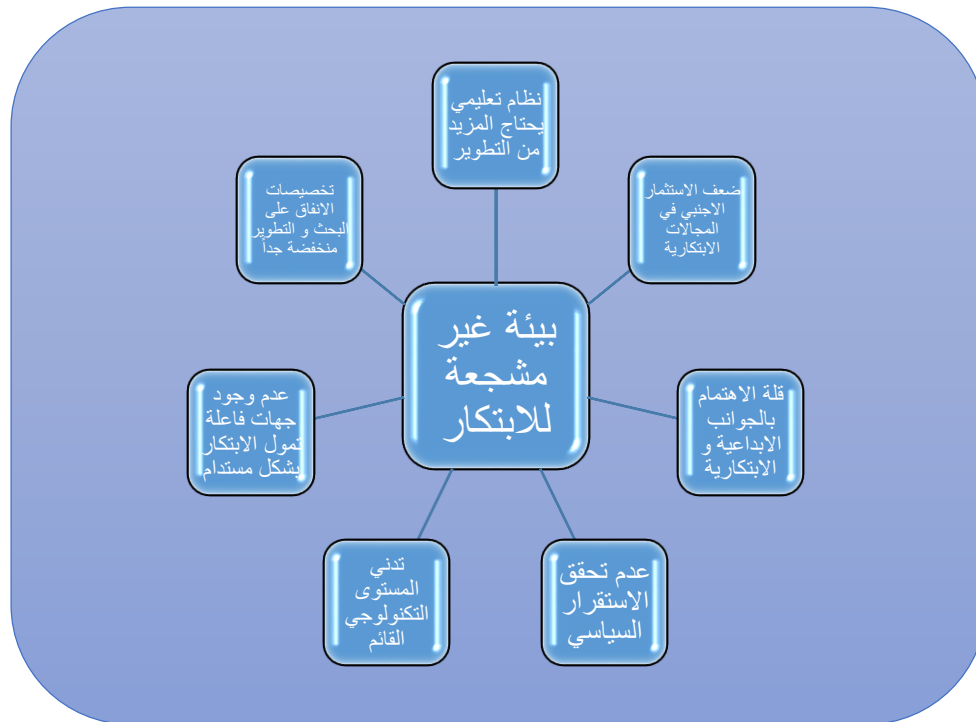 نظام تعليمي
يحتاج المزيد
من التطوير
ضعف الاستثمار
الاجنبي في
المجالات
الابتكارية
قلة الاهتمام
بالجوانب
الابداعية و
الابتكارية
عدم تحقق
الاستقرار
السياسي
تدني
المستوى
التكنولوجي
القائم
عدم وجود
جهات فاعلة
تمول الابتكار
بشكل مستدام
تخصيصات
الانفاق على
البحث و التطوير
منخفضة جداً
بيئة غير
مشجعة
للابتكار